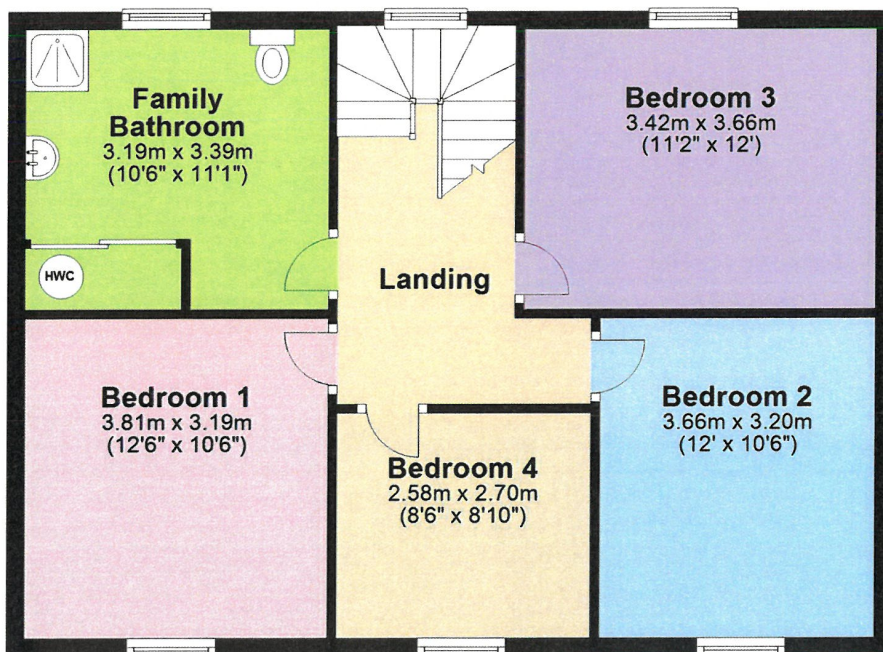 Family
Bathroom
3.19m x 3.39m
(10'6" x 11'1")
Bedroom 3
3.42m x 3.66m
(11'2" x 12')
HWC
Landing
Bedroom 1
3.81m x 3.19m
(12'6" x 10'6")
Bedroom 2
3.66m x 3.20m
(12' x 10'6")
Bedroom 4
2.58m x 2.70m
(8'6" x 8'10")